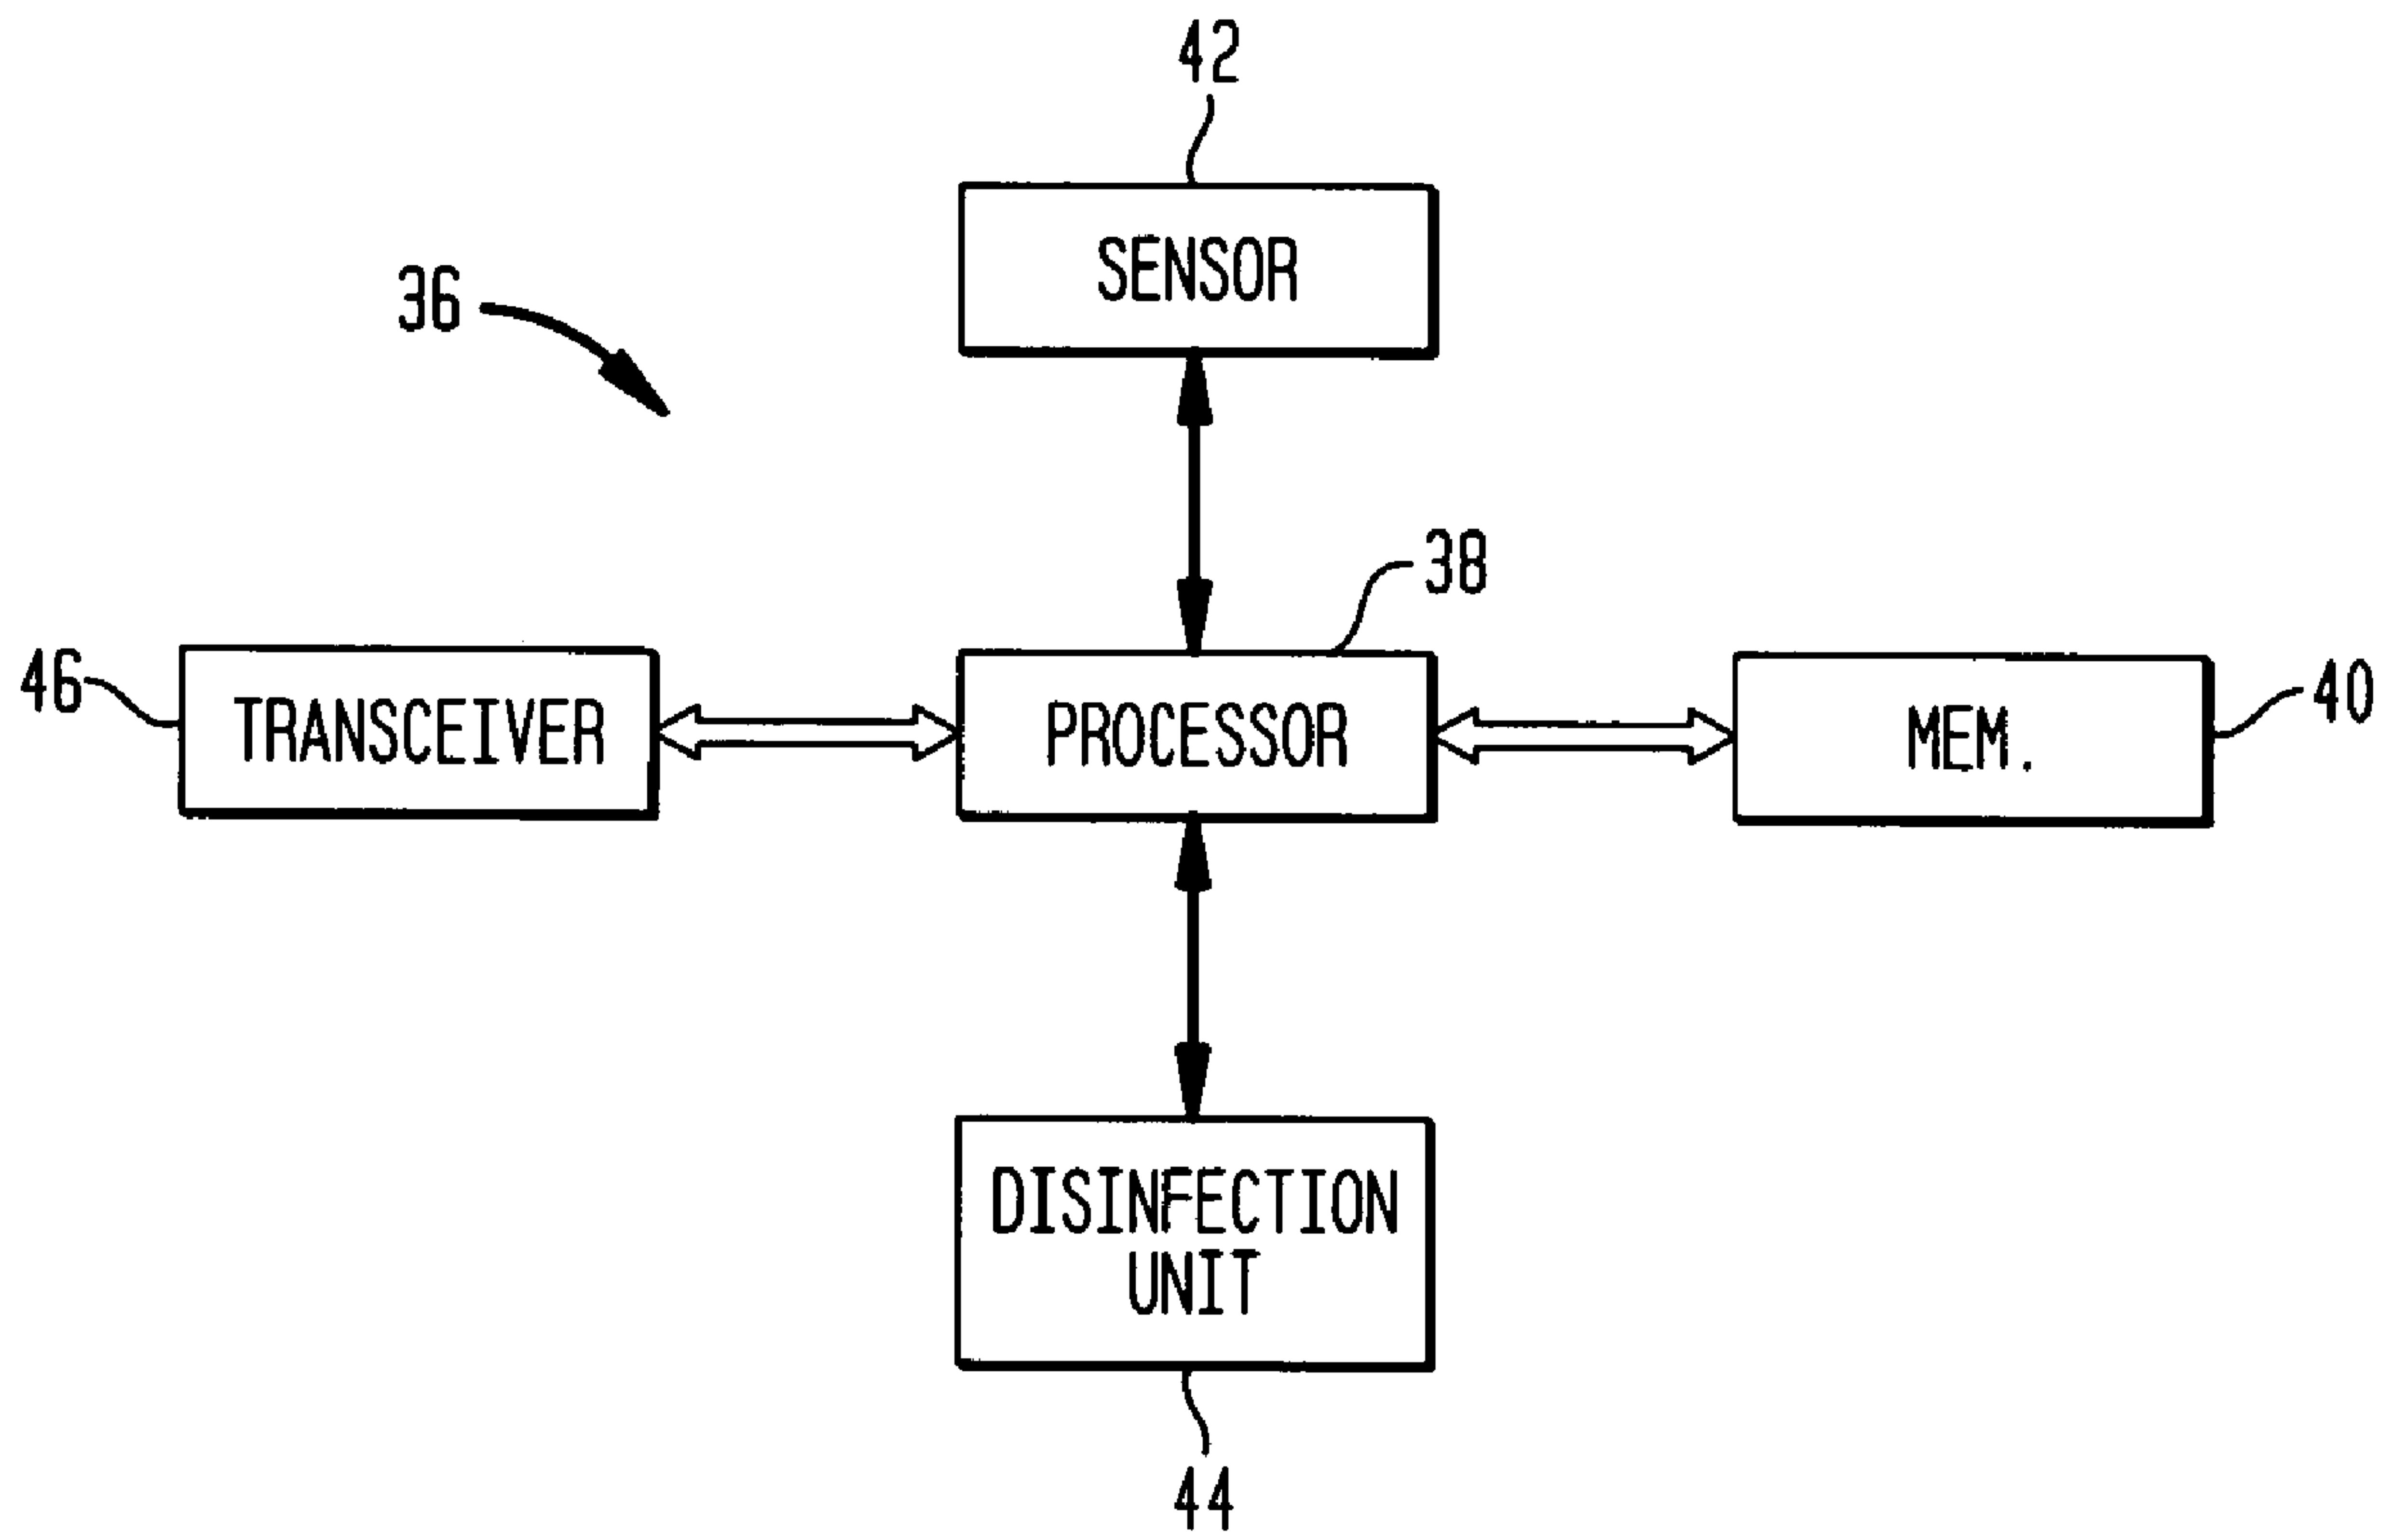 42
SENSOR
36
38
46
TRANSCEIVER
PROCESSOR
MEM.
40
DISINFECTION
UNIT
44